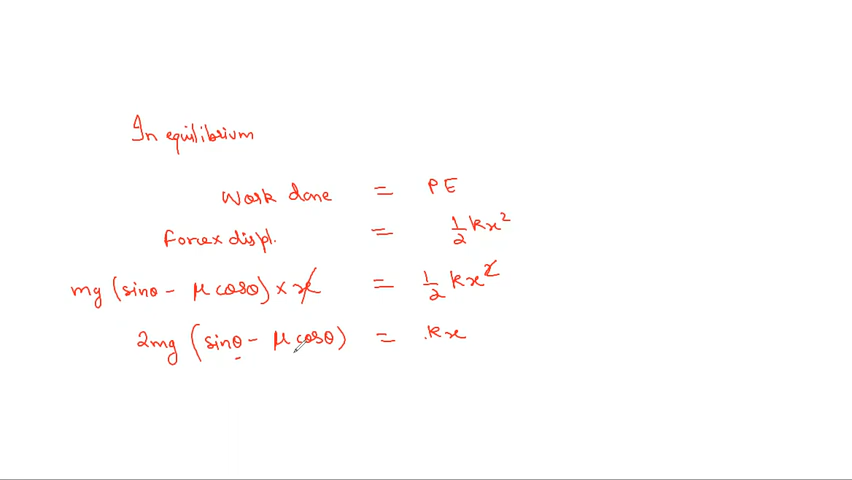 In equilibrium
Work done = PE
Force x displ. = 1/2 kx²
mg (sinθ - μ cosθ) × x = 1/2 kx²
2mg (sinθ - μ cosθ) = .kx